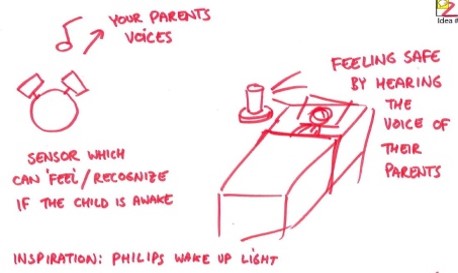 YOUR PARENTS
VOICES
SENSOR WHICH
CAN 'FEEL'/RECOGNIZE
IF THE CHILD IS AWAKE
FEELING SAFE
BY HEARING
THE
VOICE OF
THEIR
PARENTS
INSPIRATION: PHILIPS WAKE UP LIGHT
Idea